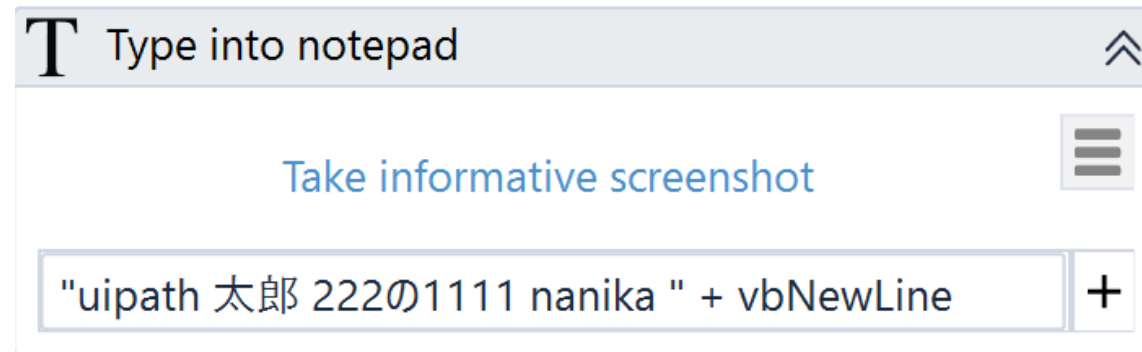 T Type into notepad
Take informative screenshot
"uipath 太郎 222の1111 nanika " + vbNewLine +